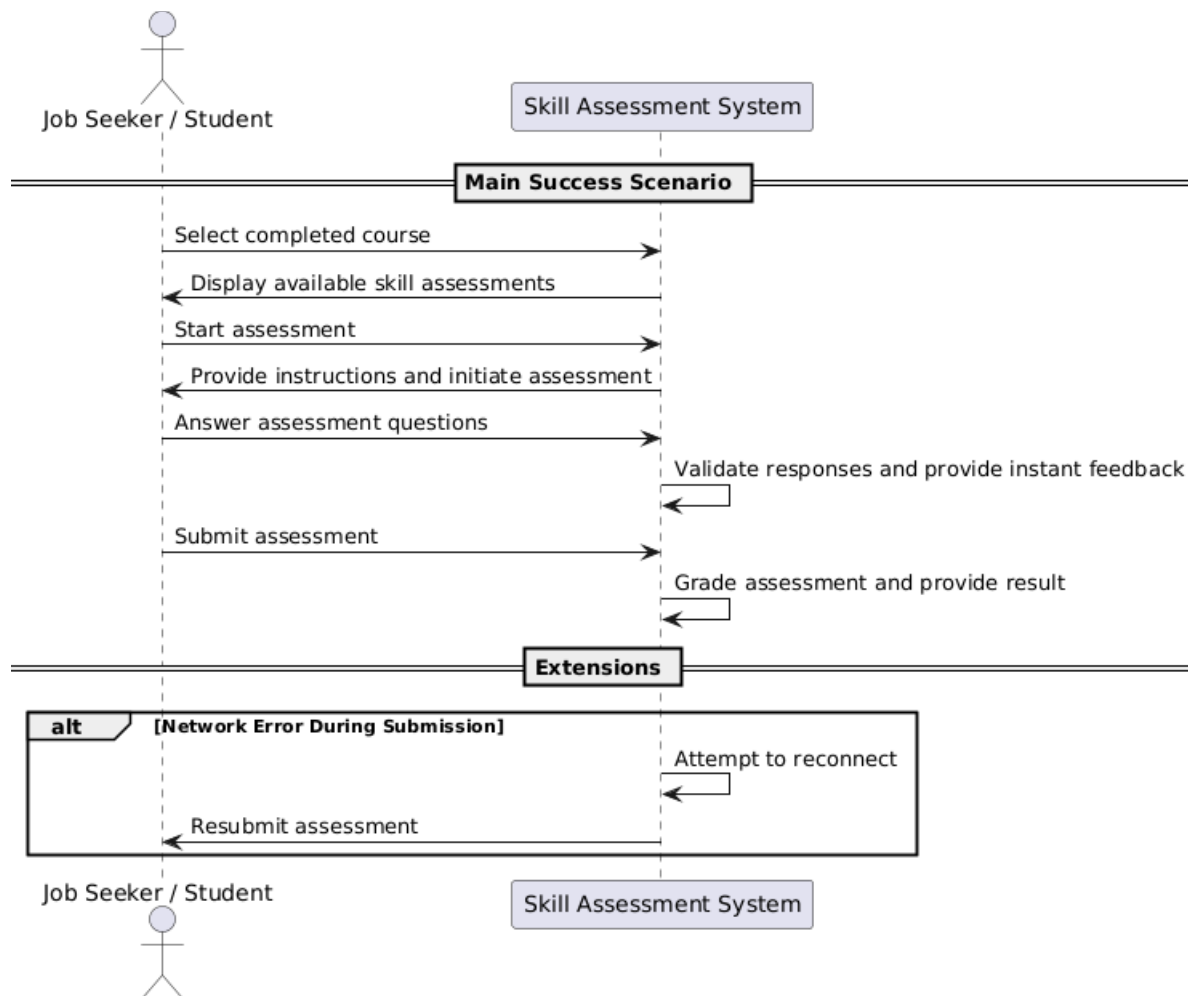 Job Seeker / Student
Skill Assessment System
Main Success Scenario
Select completed course
Display available skill assessments
Start assessment
Provide instructions and initiate assessment
Answer assessment questions
Validate responses and provide instant feedback
Submit assessment
Grade assessment and provide result
Extensions
alt [Network Error During Submission]
Attempt to reconnect
Resubmit assessment
Job Seeker / Student
Skill Assessment System